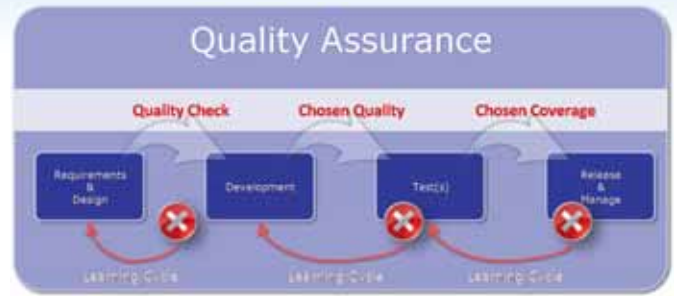 Quality Assurance
Quality Check
Chosen Quality
Chosen Coverage
Requirements
&
Design
Development
Test(s)
Release
&
Manage
Learning Cycle
Learning Cycle
Learning Cycle